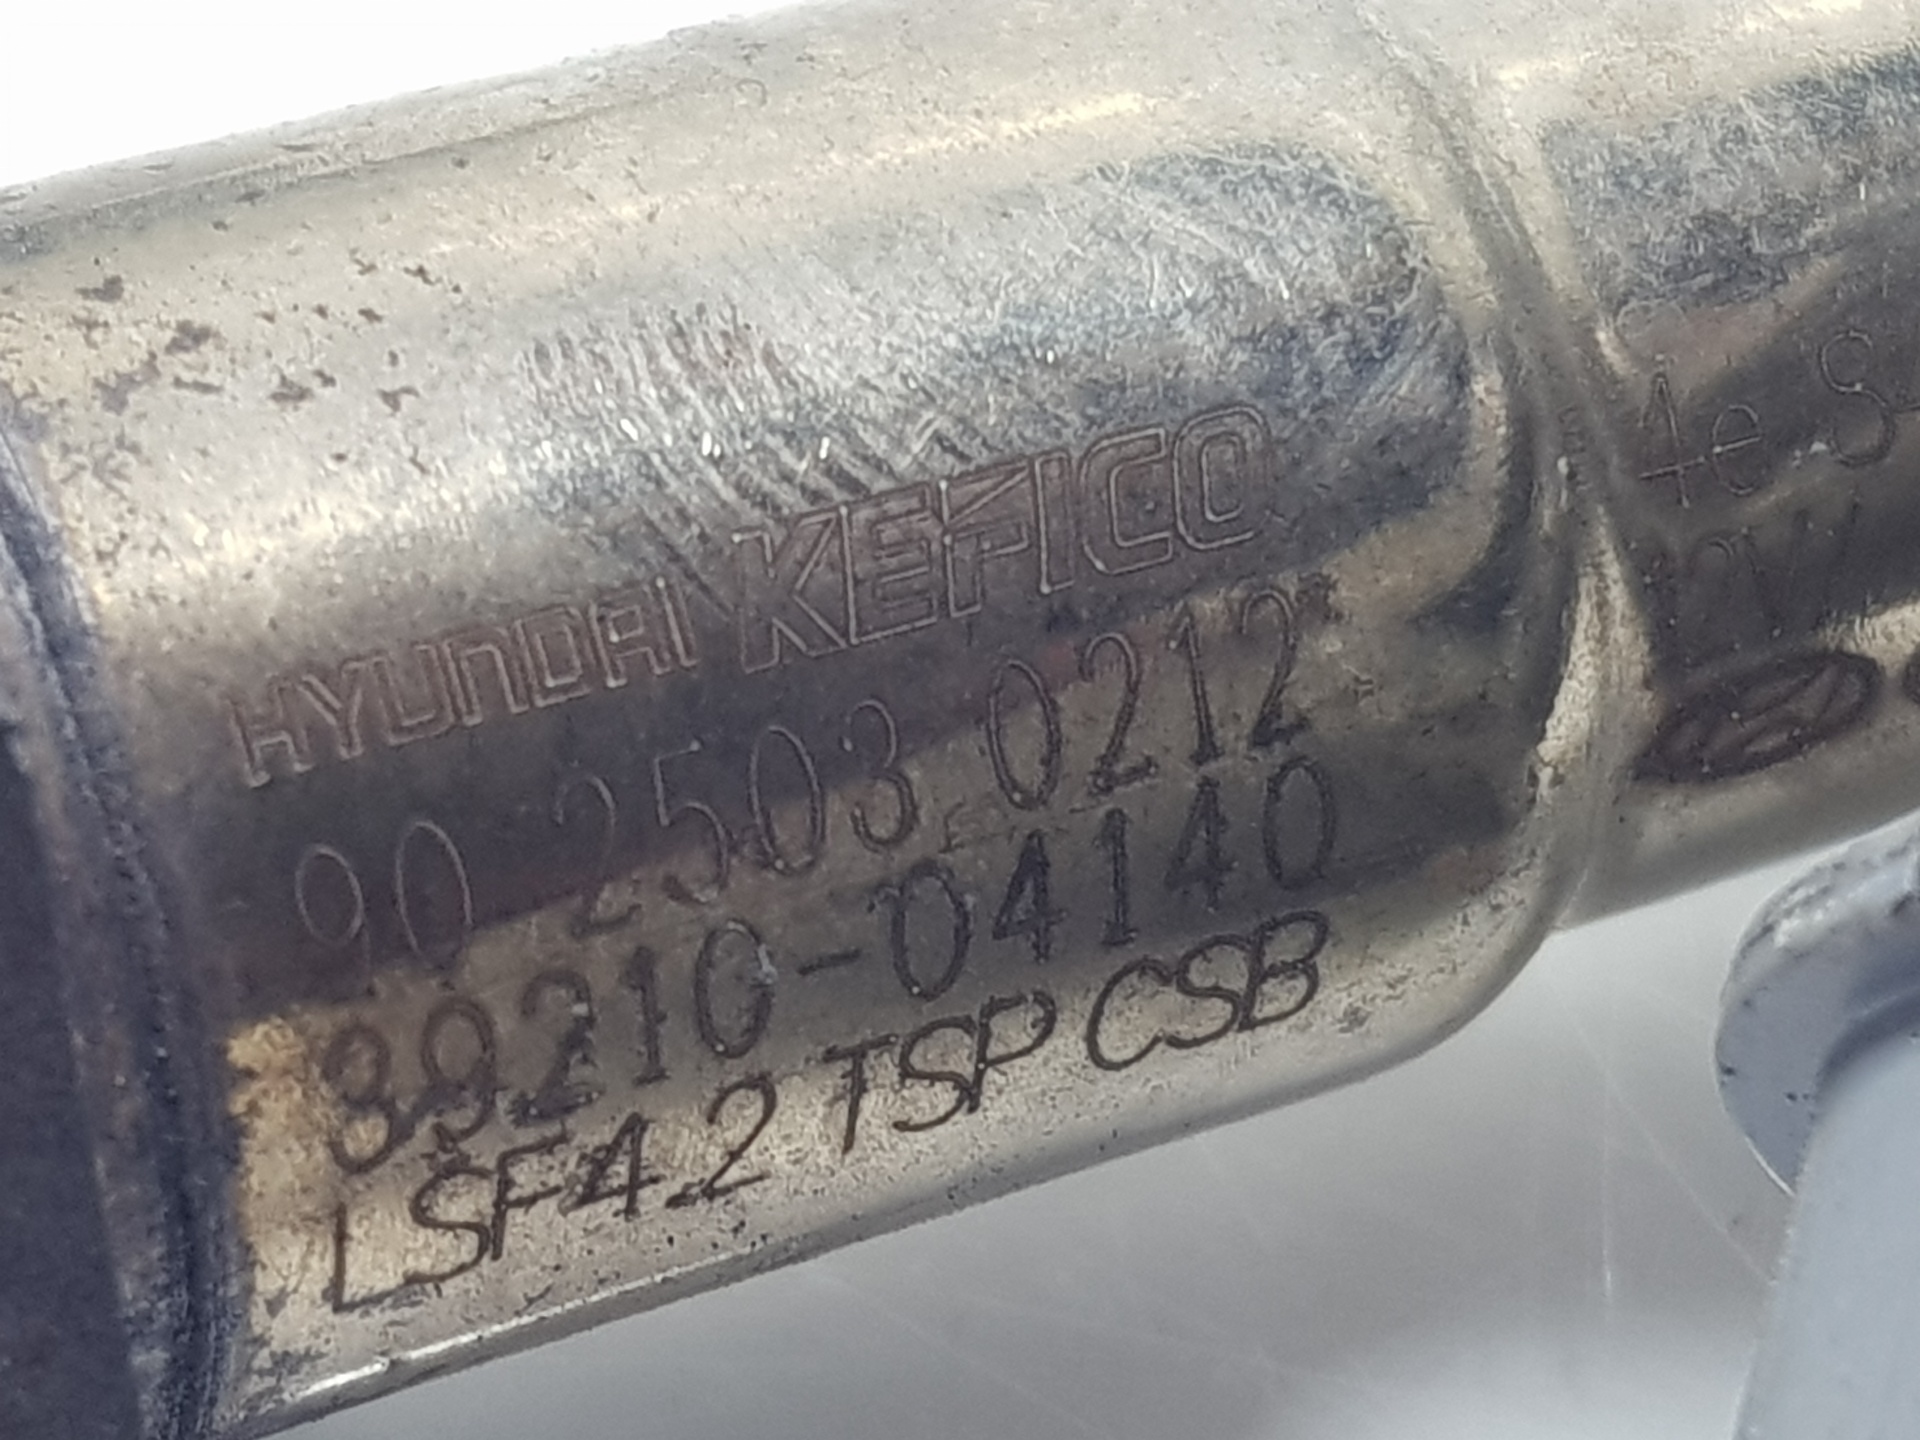 HYUNDAI KEFICO
90 2503 0212
39210-04140
LSF4.2 TSP CSB